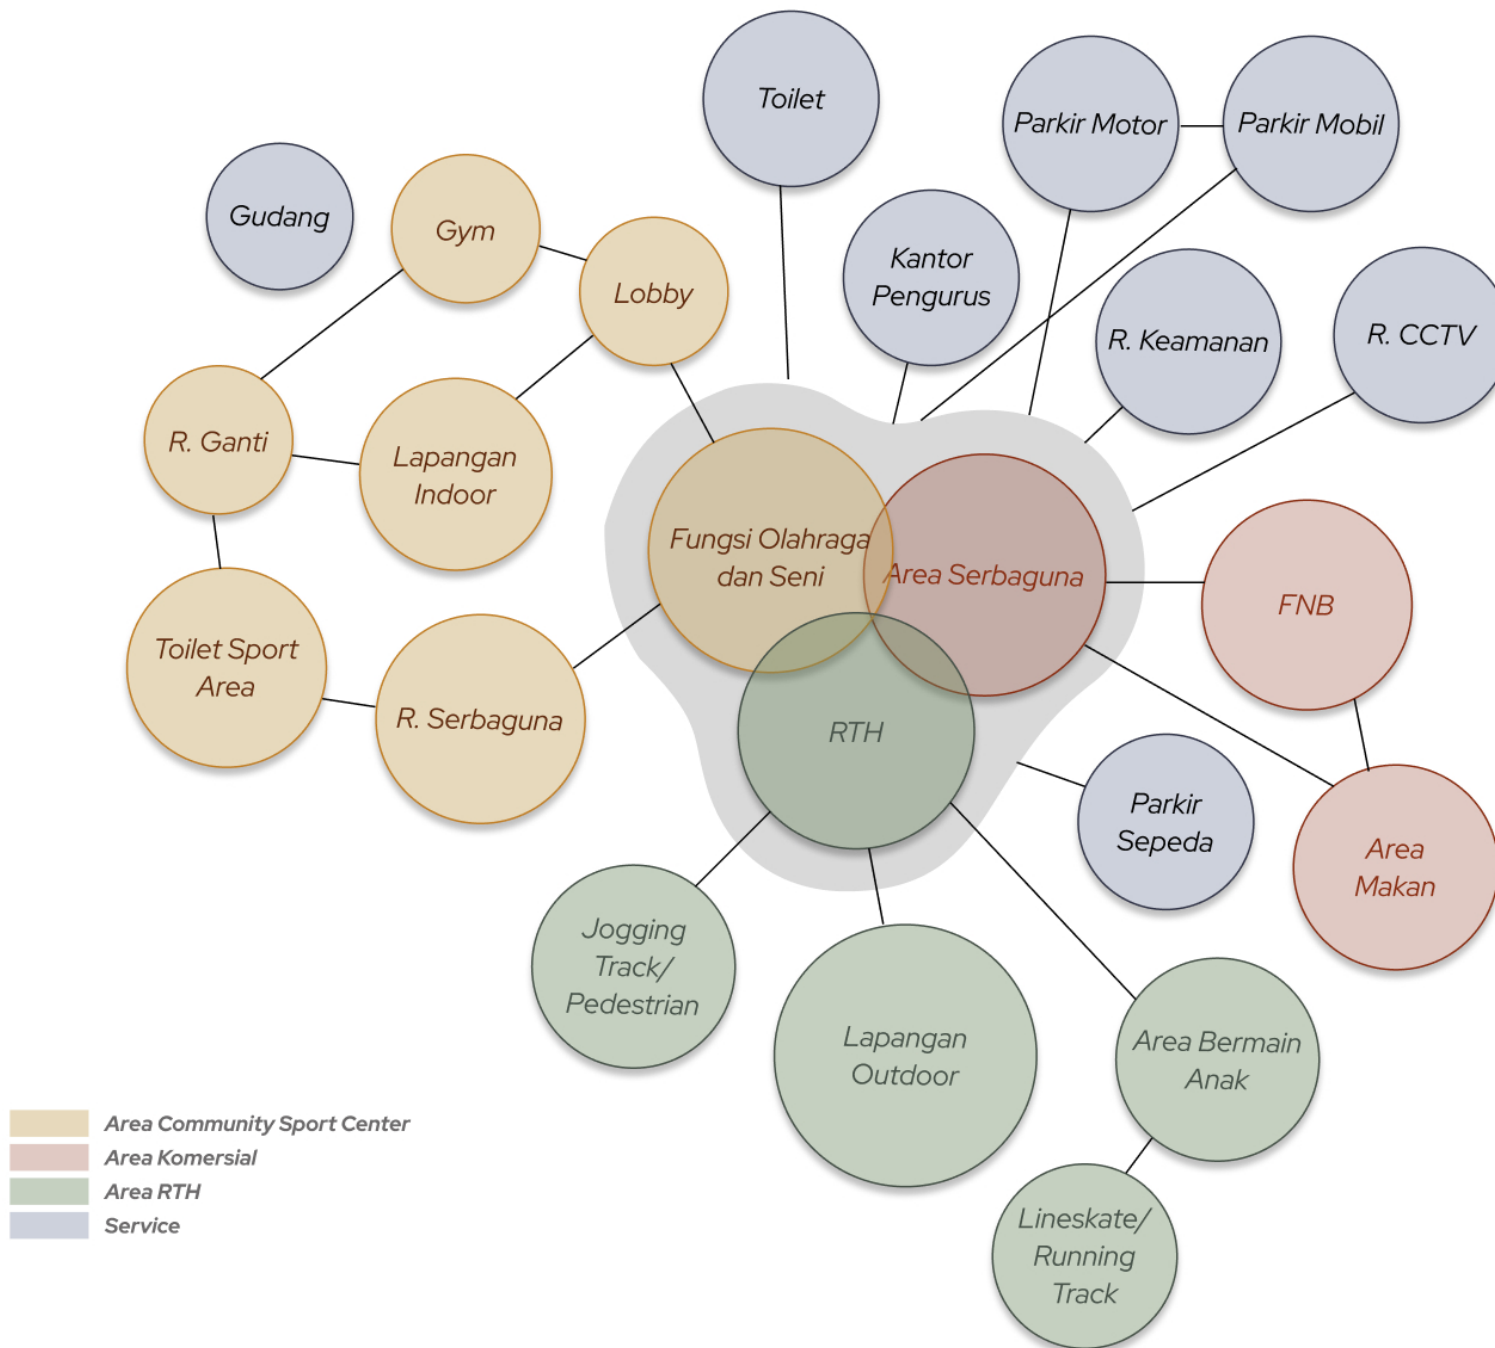 Toilet
Parkir Motor
Parkir Mobil
Gudang
Gym
Lobby
Kantor
Pengurus
R. Keamanan
R. CCTV
R. Ganti
Lapangan
Indoor
Fungsi Olahraga
dan Seni
Area Serbaguna
FNB
Toilet Sport
Area
R. Serbaguna
RTH
Parkir
Sepeda
Area
Makan
Jogging
Track/
Pedestrian
Lapangan
Outdoor
Area Bermain
Anak
Lineskate/
Running
Track
Area Community Sport Center
Area Komersial
Area RTH
Service